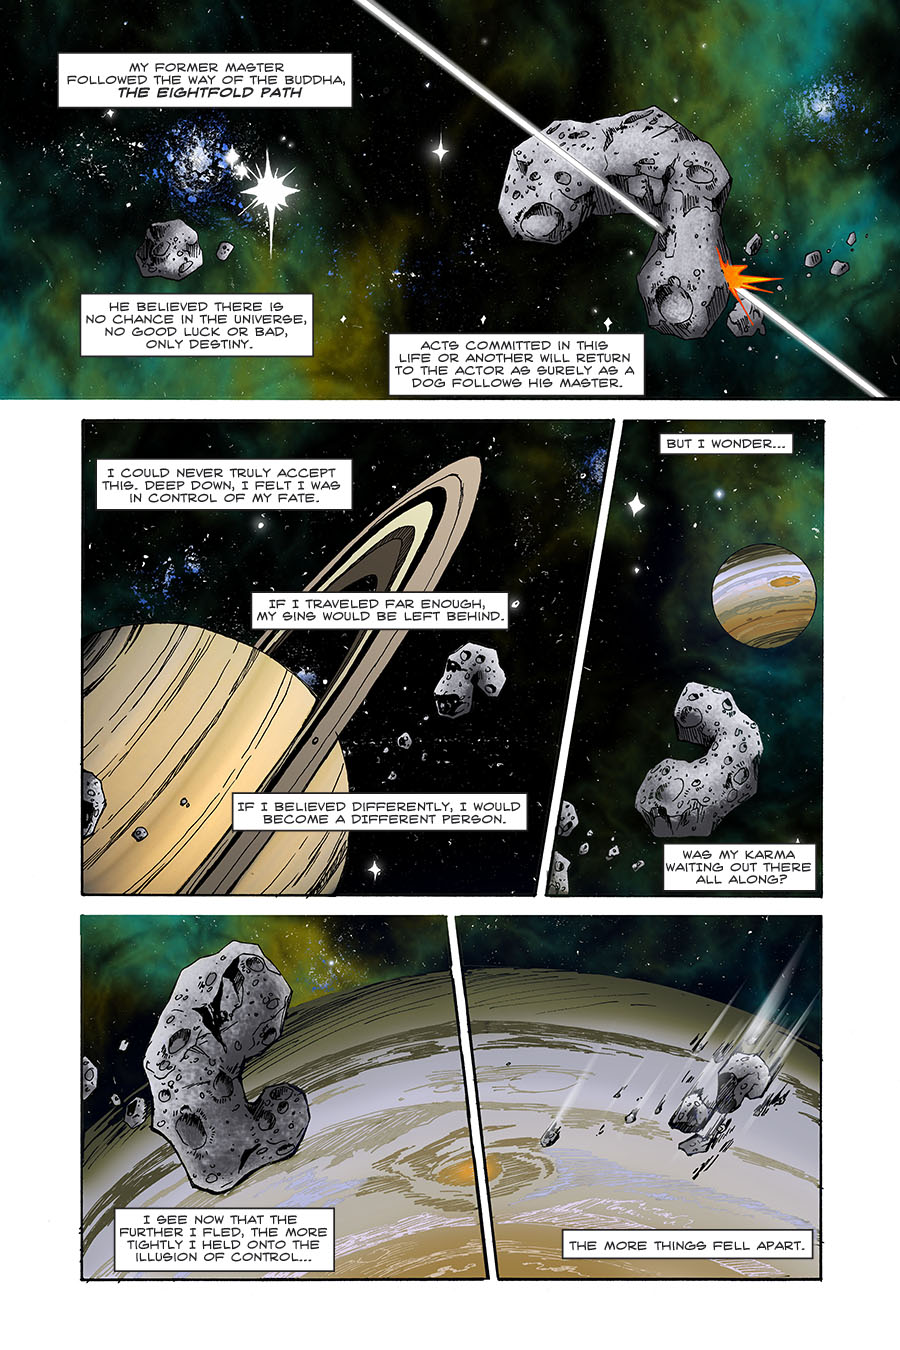 MY FORMER MASTER
FOLLOWED THE WAY OF THE BUDDHA,
THE EIGHTFOLD PATH
HE BELIEVED THERE IS
NO CHANCE IN THE UNIVERSE,
NO GOOD LUCK OR BAD,
ONLY DESTINY.
ACTS COMMITTED IN THIS
LIFE OR ANOTHER WILL RETURN
TO THE ACTOR AS SURELY AS A
DOG FOLLOWS HIS MASTER.
I COULD NEVER TRULY ACCEPT
THIS. DEEP DOWN, I FELT I WAS
IN CONTROL OF MY FATE.
IF I TRAVELED FAR ENOUGH,
MY SINS WOULD BE LEFT BEHIND.
IF I BELIEVED DIFFERENTLY, I WOULD
BECOME A DIFFERENT PERSON.
BUT I WONDER...
WAS MY KARMA
WAITING OUT THERE
ALL ALONG?
I SEE NOW THAT THE
FURTHER I FLED, THE MORE
TIGHTLY I HELD ONTO THE
ILLUSION OF CONTROL...
THE MORE THINGS FELL APART.